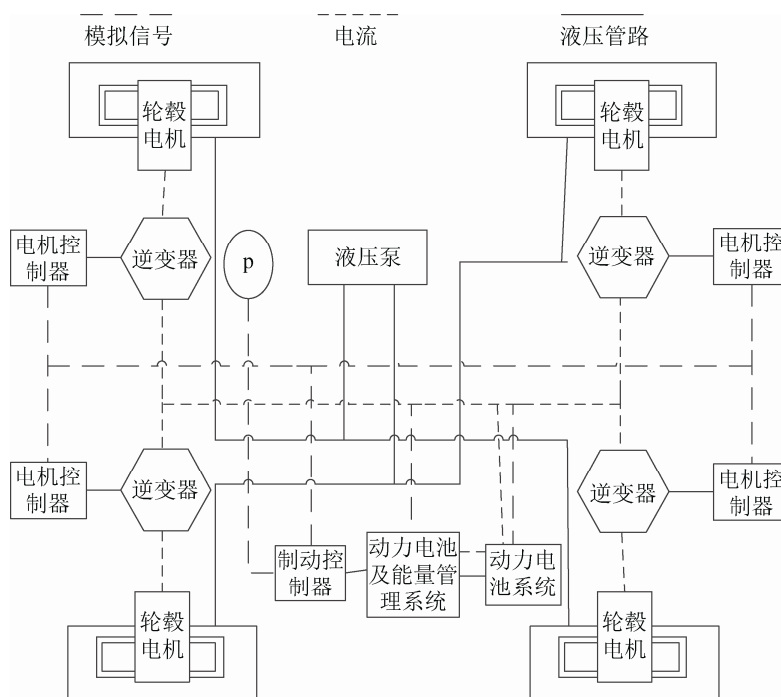 模拟信号
电流
液压管路
轮毂
电机
轮毂
电机
电机控
制器
逆变器
p
液压泵
逆变器
电机控
制器
电机控
制器
逆变器
逆变器
电机控
制器
制动控
制器
动力电池
及能量管
理系统
动力电
池系统
轮毂
电机
轮毂
电机